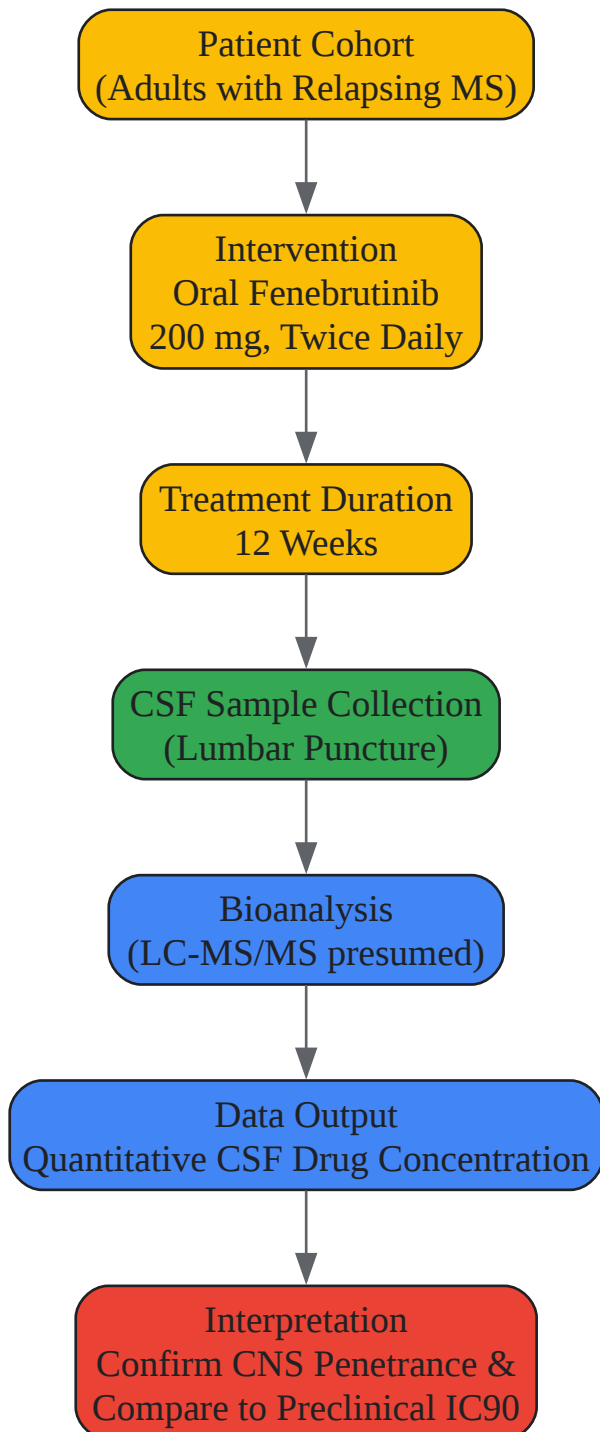 Patient Cohort
(Adults with Relapsing MS)
Intervention
Oral Fenebrutinib
200 mg, Twice Daily
Treatment Duration
12 Weeks
CSF Sample Collection
(Lumbar Puncture)
Bioanalysis
(LC-MS/MS presumed)
Data Output
Quantitative CSF Drug Concentration
Interpretation
Confirm CNS Penetrance &
Compare to Preclinical IC90